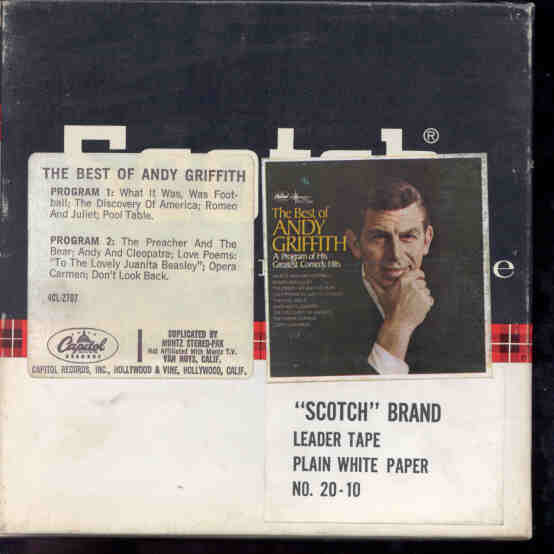 ®
THE BEST OF ANDY GRIFFITH
PROGRAM 1: What It Was, Was Foot-
ball; The Discovery Of America; Romeo
And Juliet; Pool Table.
PROGRAM 2: The Preacher And The
Bear; Andy And Cleopatra; Love Poems:
"To The Lovely Juanita Beasley"; Opera
Carmen; Don't Look Back.
4CL-2707
Capitol
RECORDS
DUPLICATED BY
MUNTZ STEREO-PAK
Not Affiliated With Muntz T.V.
VAN NUYS, CALIF.
CAPITOL RECORDS, INC., HOLLYWOOD & VINE, HOLLYWOOD, CALIF.
The Best of
ANDY
GRIFFITH
A Program of His
Greatest Comedy Hits
e
"SCOTCH" BRAND
LEADER TAPE
PLAIN WHITE PAPER
NO. 20-10